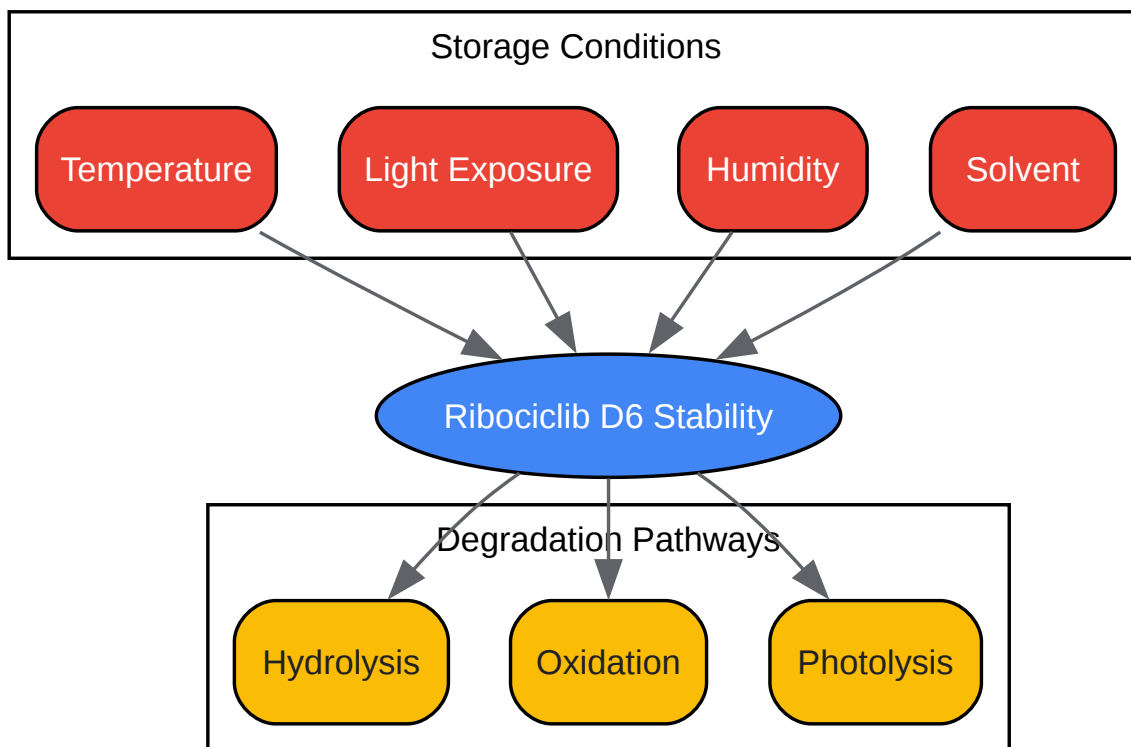 Storage Conditions
Temperature
Light Exposure
Humidity
Solvent
Ribociclib D6 Stability
Degradation Pathways
Hydrolysis
Oxidation
Photolysis